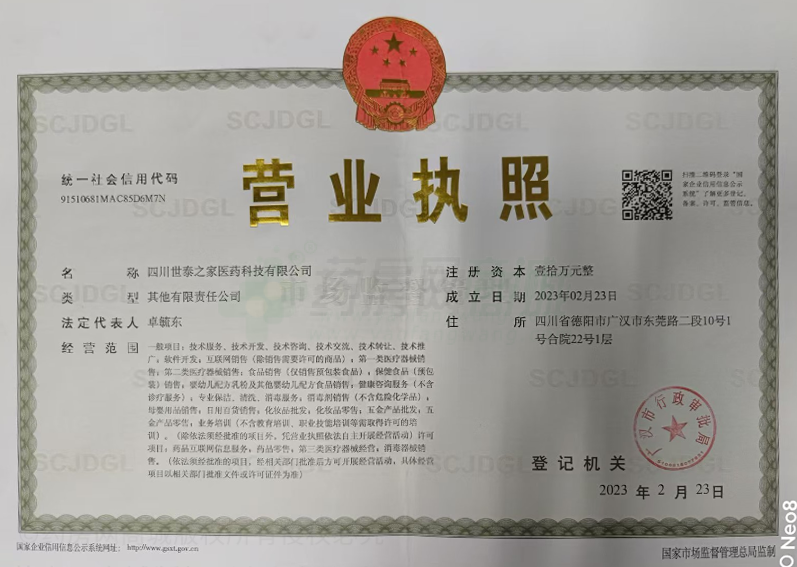 营业执照
统一社会信用代码
91510681MAC85D6M7N
扫描二维码登录“国
家企业信用信息公示
系统”了解更多登记、
备案、许可、监管信息。
名 称 四川世泰之家医药科技有限公司
类 型 其他有限责任公司
法定代表人 卓毓东
经营范围 一般项目：技术服务、技术开发、技术咨询、技术交流、技术转让、技术推
广；软件开发；互联网销售（除销售需要许可的商品）；第一类医疗器械销
售；第二类医疗器械销售；食品销售（仅销售预包装食品）；保健食品（预包
装）销售；婴幼儿配方乳粉及其他婴幼儿配方食品销售；健康咨询服务（不含
诊疗服务）；专业保洁、清洗、消毒服务；消毒剂销售（不含危险化学品）；
母婴用品销售；日用百货销售；化妆品批发；化妆品零售；五金产品批发；五
金产品零售；业务培训（不含教育培训、职业技能培训等需取得许可的培
训）。（除依法须经批准的项目外，凭营业执照依法自主开展经营活动）许可
项目：药品互联网信息服务；药品零售；第三类医疗器械经营；消毒器械销
售。（依法须经批准的项目，经相关部门批准后方可开展经营活动，具体经营
项目以相关部门批准文件或许可证件为准）
注册资本 壹拾万元整
成立日期 2023年02月23日
住 所 四川省德阳市广汉市东莞路二段10号1
号合院22号1层
登记机关
广汉市行政审批局
2023 年 2 月 23日
国家企业信用信息公示系统网址： http://www.gsxt.gov.cn
国家市场监督管理总局监制
SCJDGL
O Neo8